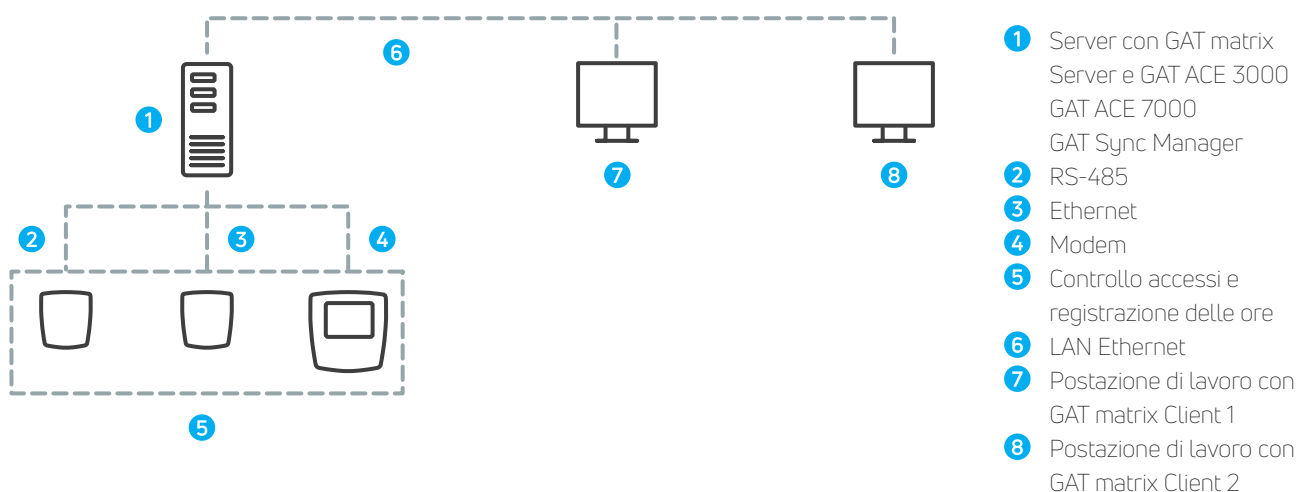 6
1
7
8
2
3
4
5
1 Server con GAT matrix
Server e GAT ACE 3000
GAT ACE 7000
GAT Sync Manager
2 RS-485
3 Ethernet
4 Modem
5 Controllo accessi e
registrazione delle ore
6 LAN Ethernet
7 Postazione di lavoro con
GAT matrix Client 1
8 Postazione di lavoro con
GAT matrix Client 2